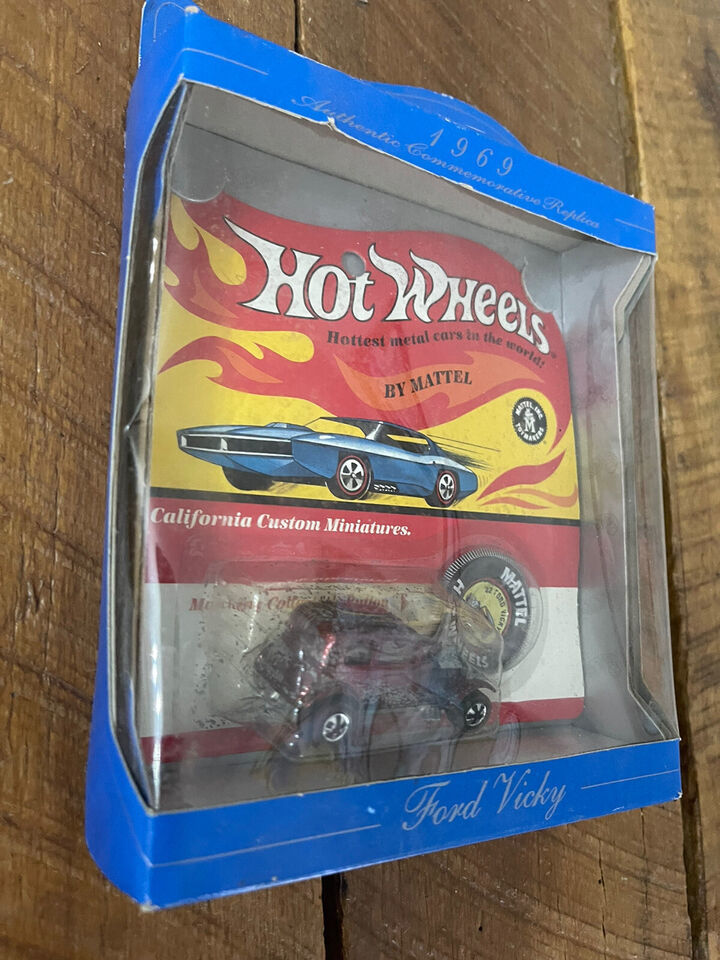 1969
Authentic Commemorative Replica
HOT WHEELS
Hottest metal cars in the world!
BY MATTEL
MATTEL, INC.
TOYMAKERS
California Custom Miniatures.
MATTEL
WHEELS
Ford Vicky